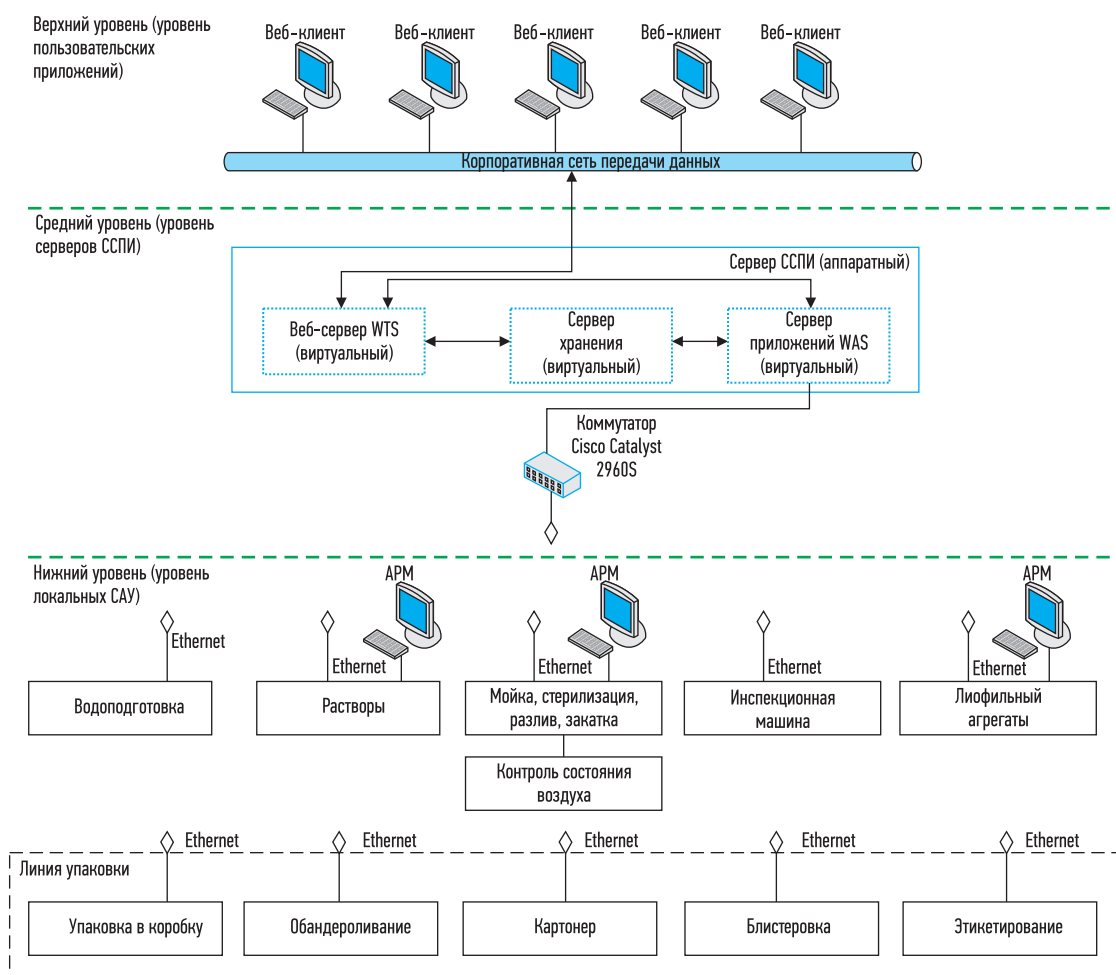 Верхний уровень (уровень
пользовательских
приложений)
Веб-клиент
Веб-клиент
Веб-клиент
Веб-клиент
Веб-клиент
Корпоративная сеть передачи данных
Средний уровень (уровень
серверов ССПИ)
Сервер ССПИ (аппаратный)
Веб-сервер WTS
(виртуальный)
Сервер
хранения
(виртуальный)
Сервер
приложений WAS
(виртуальный)
Коммутатор
Cisco Catalyst
2960S
Нижний уровень (уровень
локальных САУ)
АРМ
АРМ
АРМ
Ethernet
Ethernet
Ethernet
Ethernet
Ethernet
Водоподготовка
Растворы
Мойка, стерилизация,
разлив, закатка
Инспекционная
машина
Лиофильный
агрегаты
Контроль состояния
воздуха
Ethernet
Ethernet
Ethernet
Ethernet
Ethernet
Линия упаковки
Упаковка в коробку
Обандероливание
Картонер
Блистеровка
Этикетирование